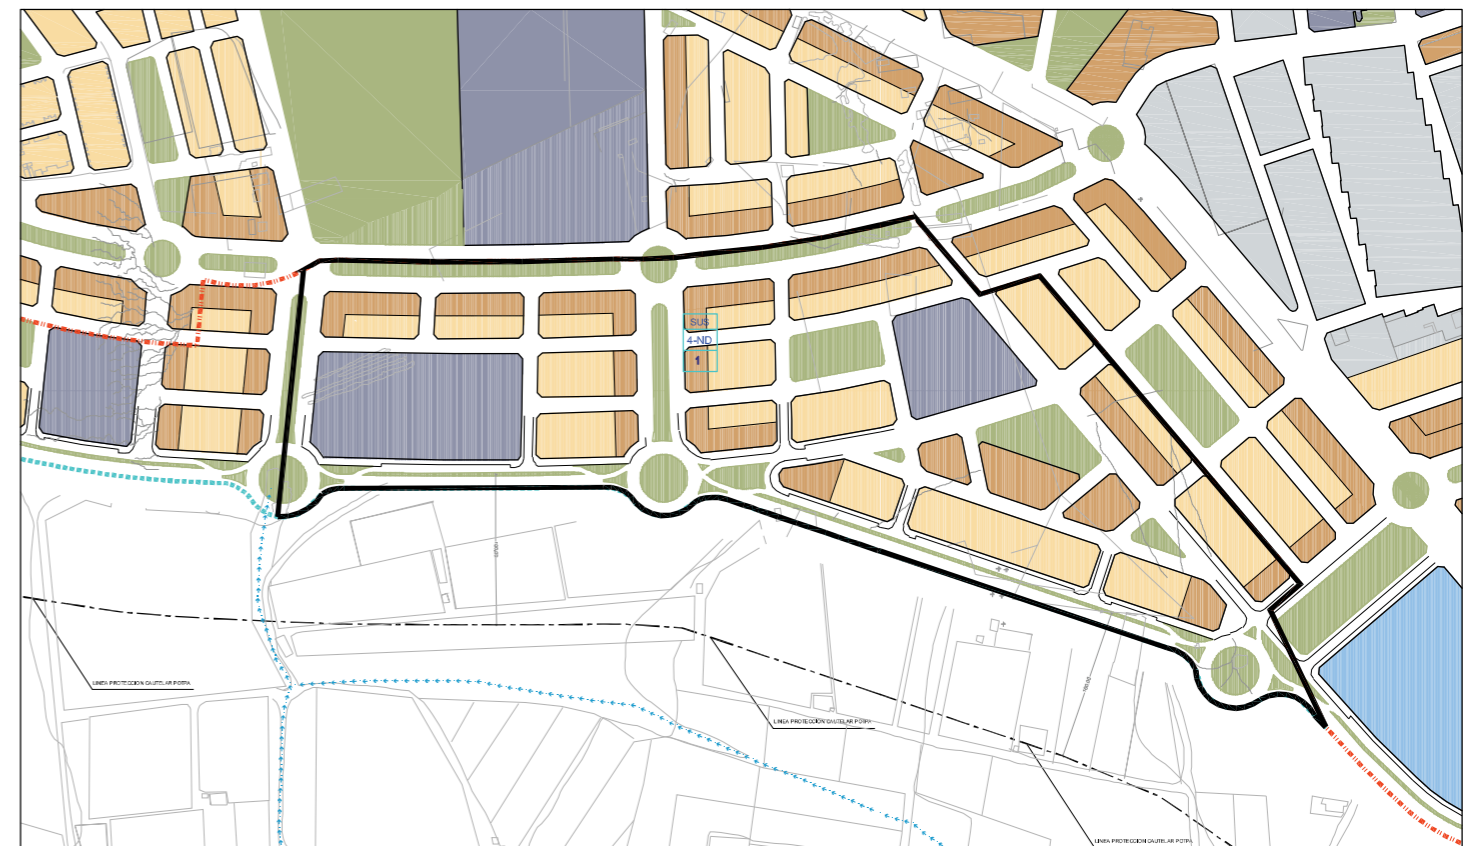 SUS
4-ND
1
LINEA PROTECCION CAUTELAR POTPA
LINEA PROTECCION CAUTELAR POTPA
LINEA PROTECCION CAUTELAR POTPA